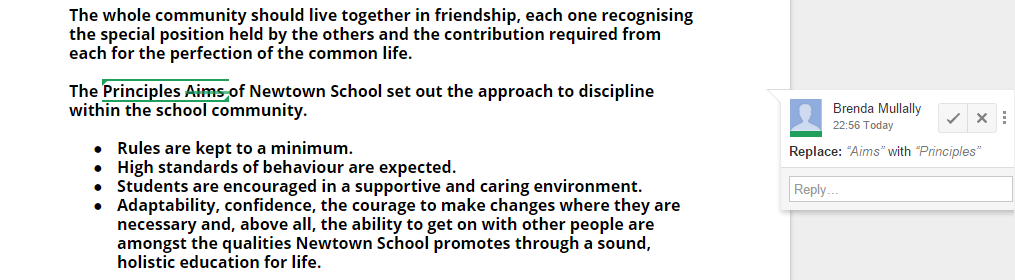 The whole community should live together in friendship, each one recognising
the special position held by the others and the contribution required from
each for the perfection of the common life.
The Principles Aims of Newtown School set out the approach to discipline
within the school community.
• Rules are kept to a minimum.
• High standards of behaviour are expected.
• Students are encouraged in a supportive and caring environment.
• Adaptability, confidence, the courage to make changes where they are
necessary and, above all, the ability to get on with other people are
amongst the qualities Newtown School promotes through a sound,
holistic education for life.
Brenda Mullally
22:56 Today
Replace: “Aims” with “Principles”
Reply...